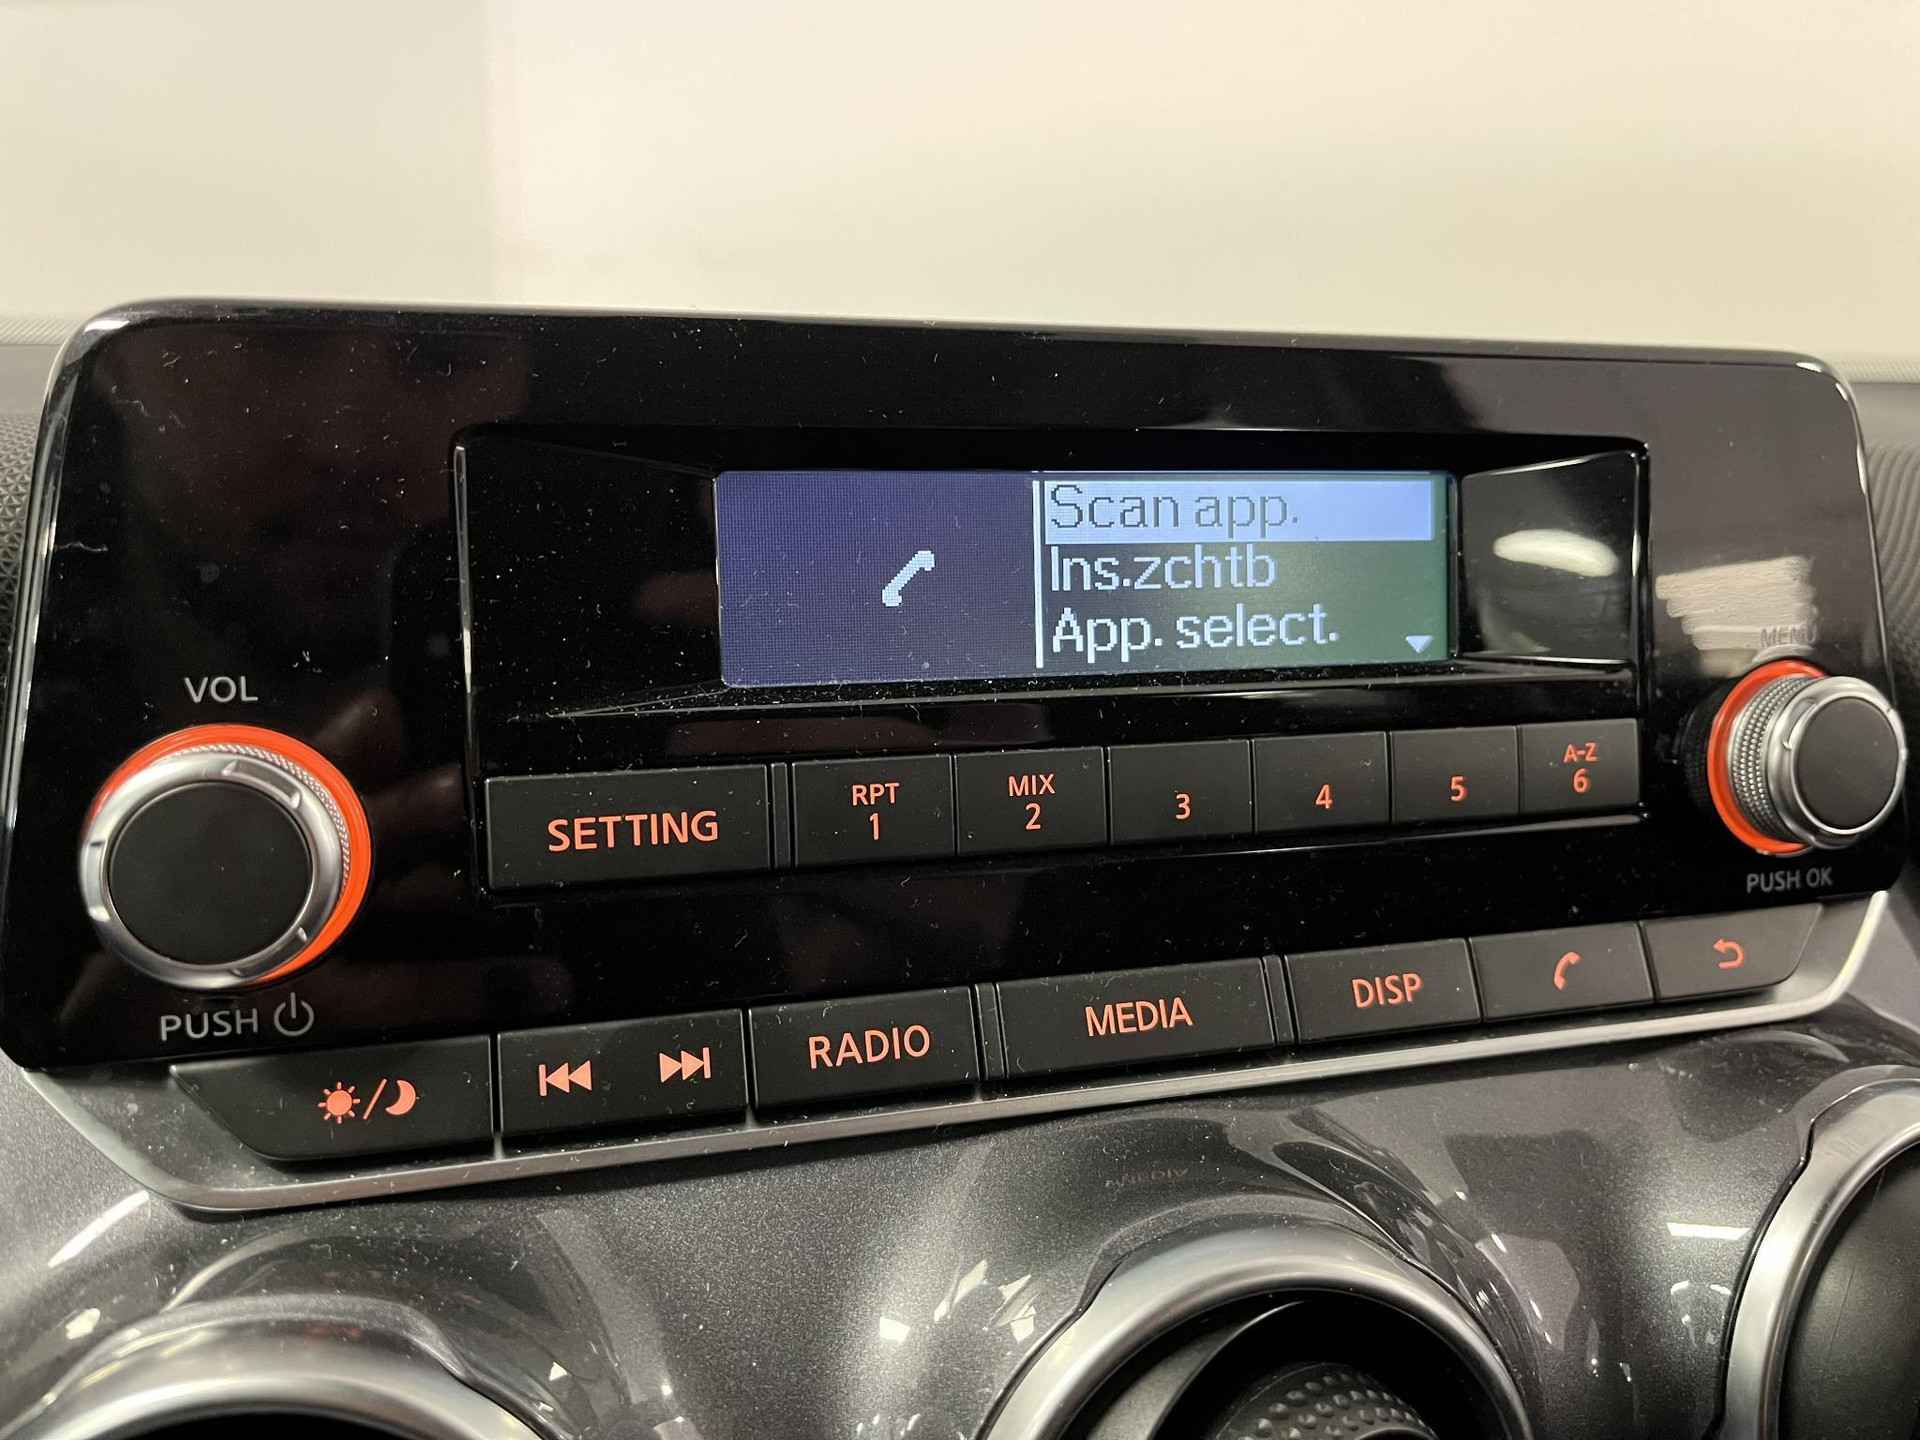 Scan app.
Ins.zchtb
App. select.
VOL
MENU
SETTING
RPT
1
MIX
2
3
4
5
A-Z
6
PUSH OK
PUSH
RADIO
MEDIA
DISP